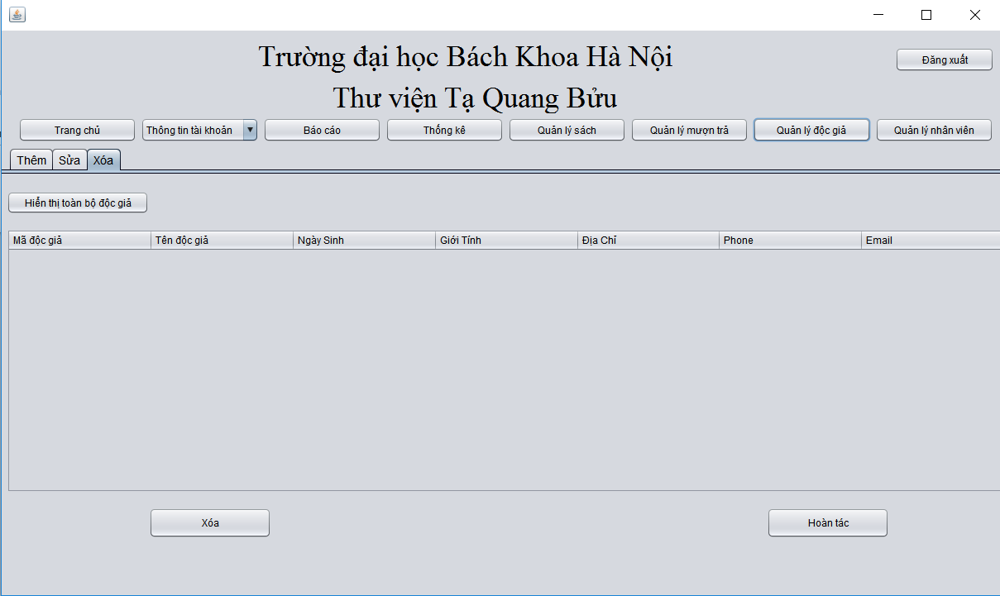 Trường đại học Bách Khoa Hà Nội
Đăng xuất
Thư viện Tạ Quang Bửu
Trang chủ Thông tin tài khoản Báo cáo Thống kê Quản lý sách Quản lý mượn trả Quản lý độc giả Quản lý nhân viên
Thêm Sửa Xóa
Hiển thị toàn bộ độc giả
Mã độc giả Tên độc giả Ngày Sinh Giới Tính Địa Chỉ Phone Email
Xóa Hoàn tác